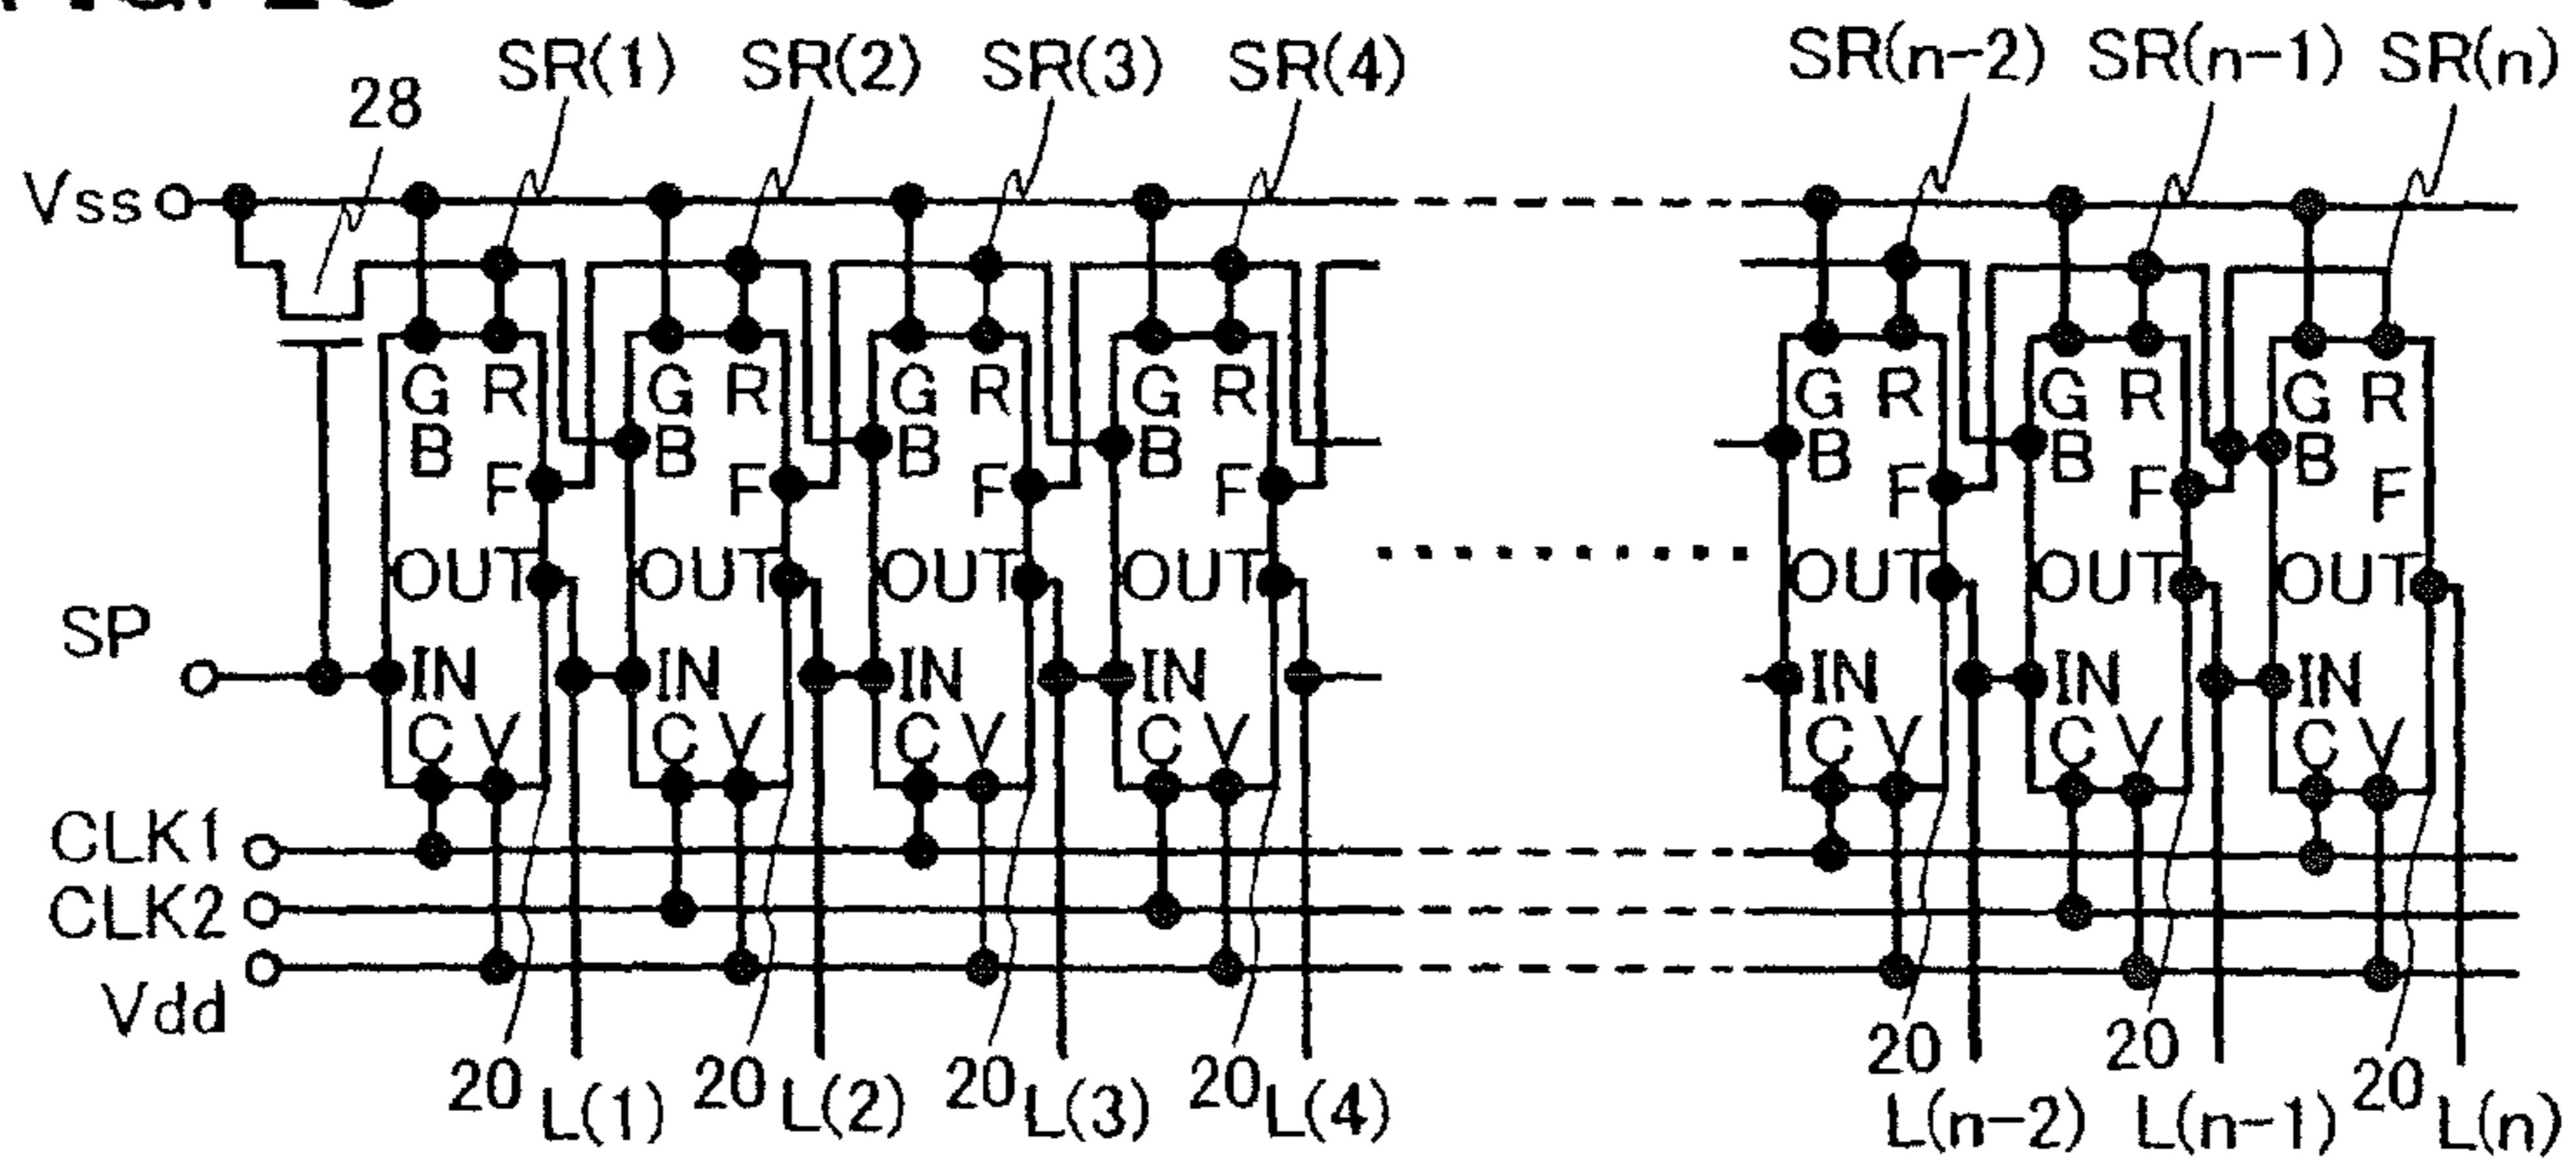 SR(1) SR(2) SR(3) SR(4) SR(n-2) SR(n-1) SR(n)
28
Vss
G R G R G R G R G R G R G R
B B B B B B B
F F F F F F F
OUT OUT OUT OUT OUT OUT OUT
SP
IN IN IN IN IN IN IN
C V C V C V C V C V C V C V
CLK1
CLK2
Vdd
20 20 20 20 20 20 20
L(1) L(2) L(3) L(4) L(n-2) L(n-1) L(n)